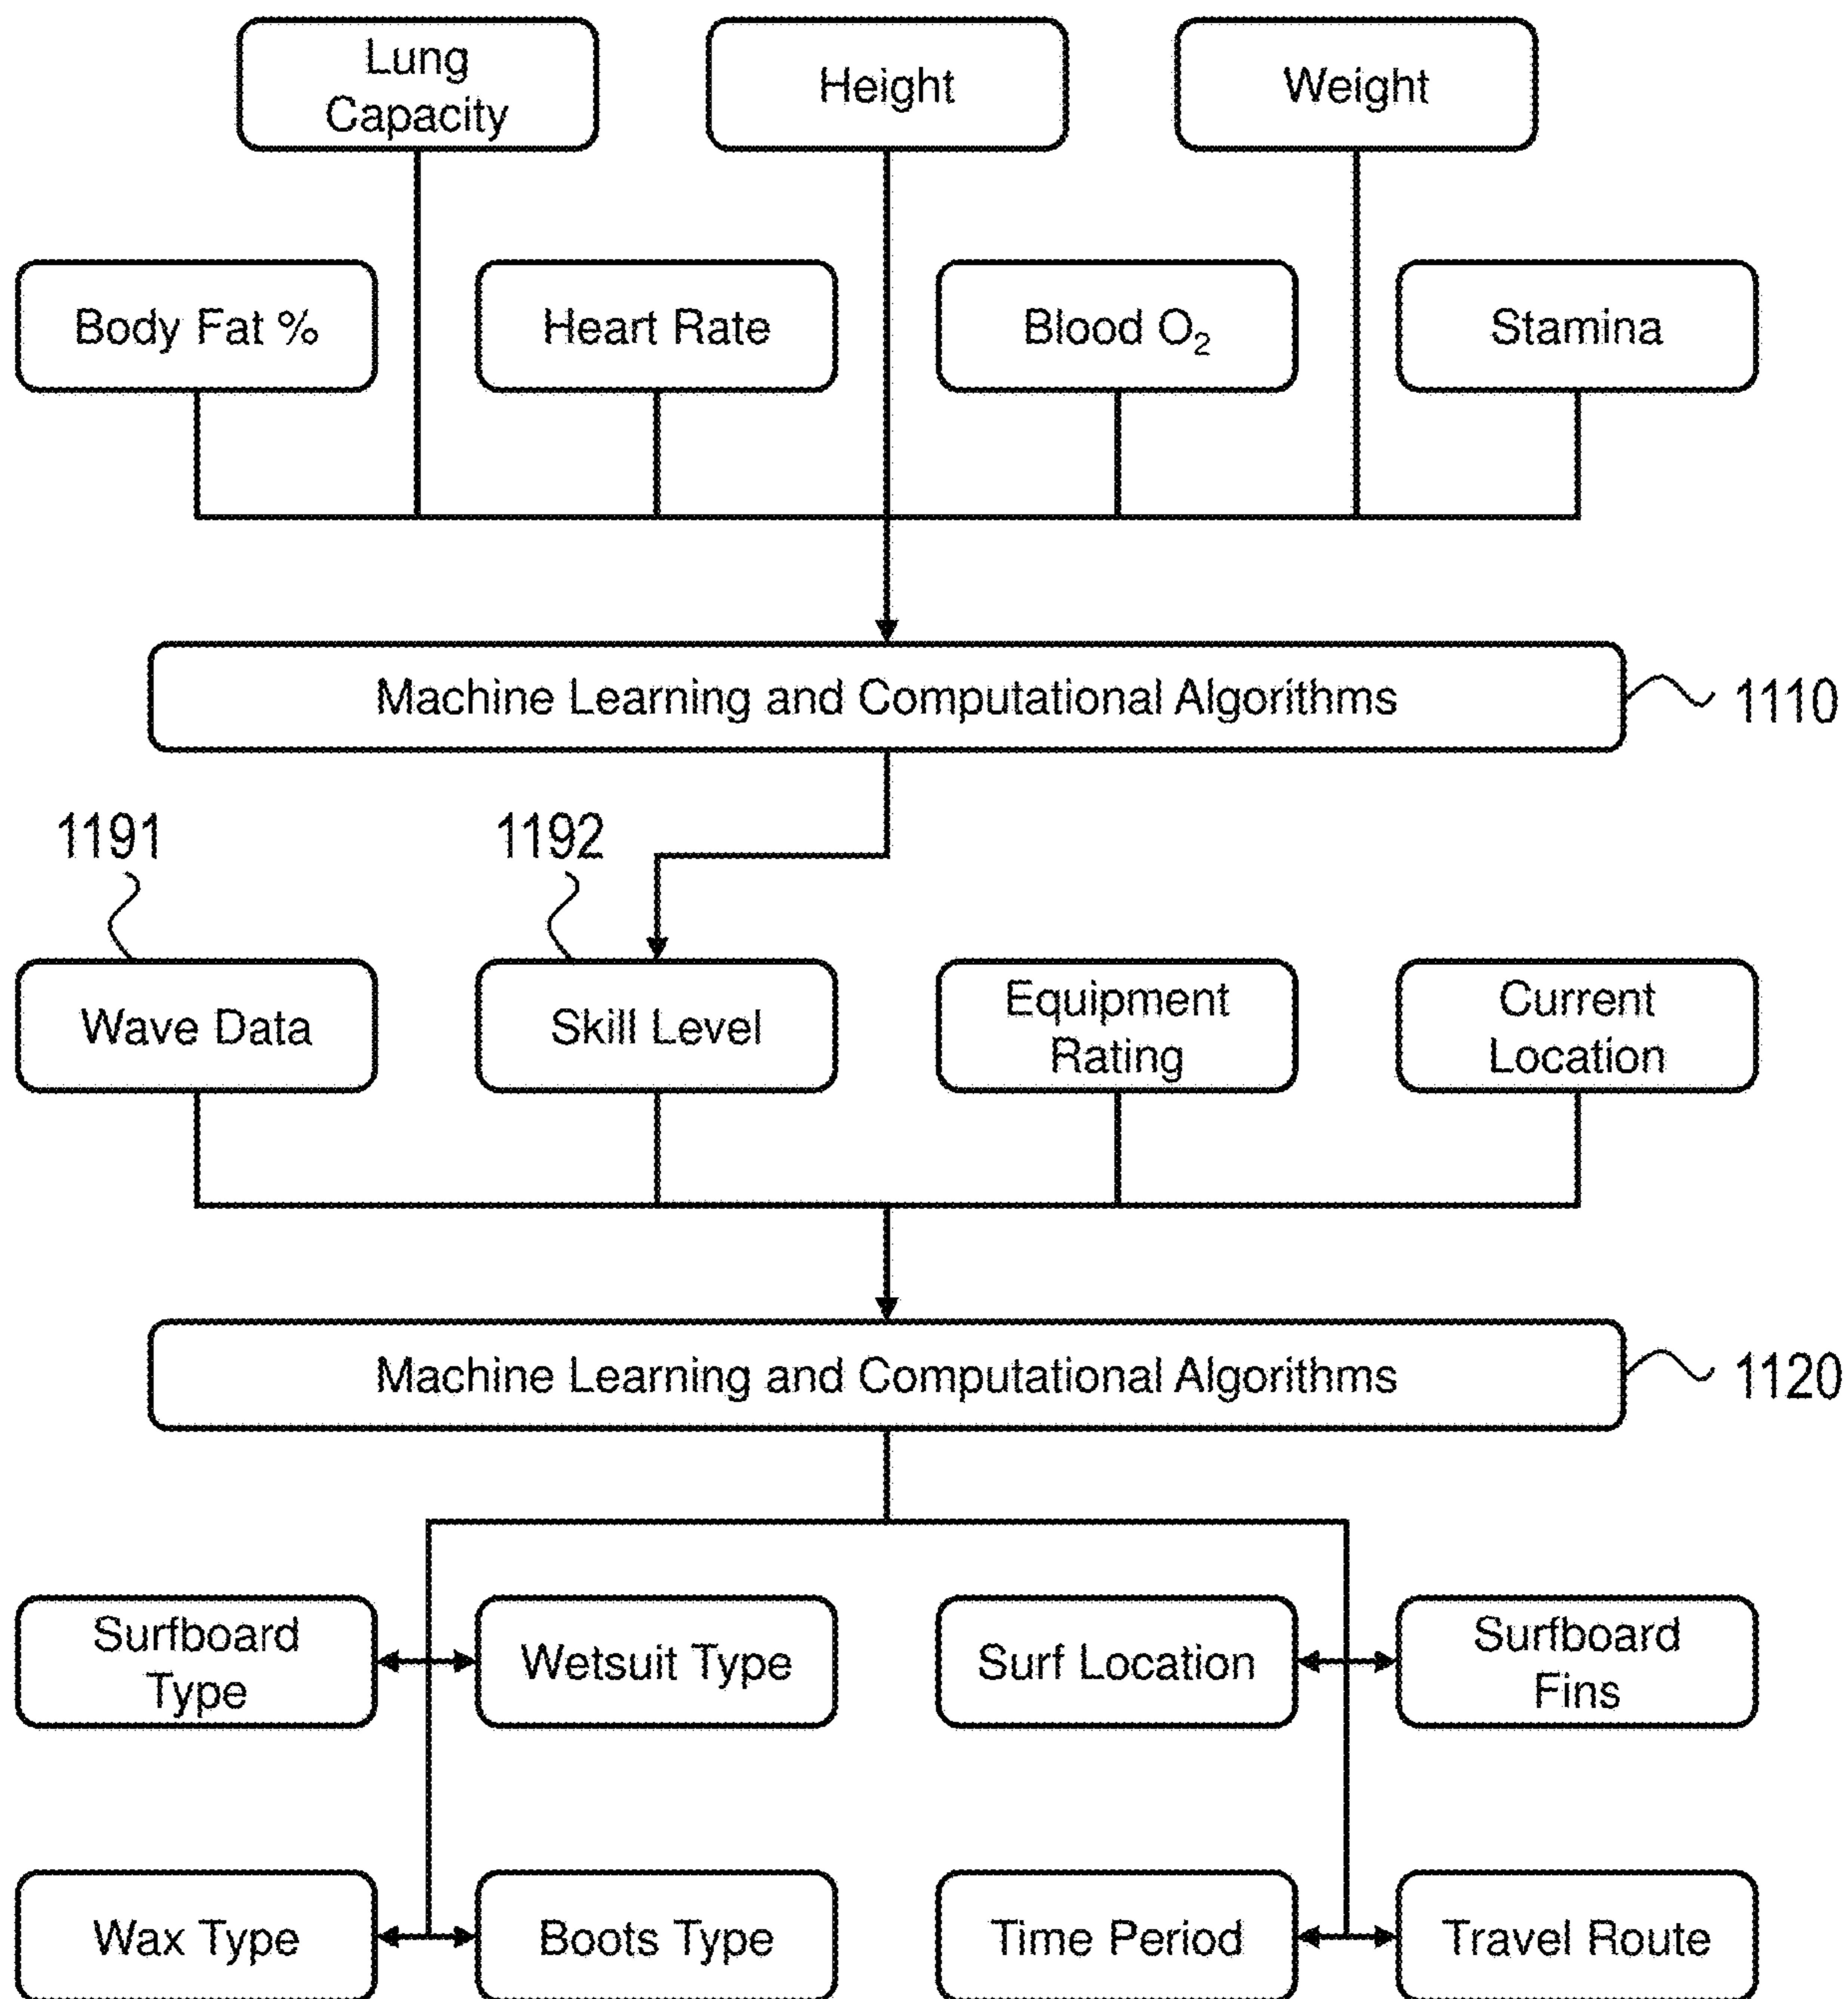 Lung
Capacity
Height
Weight
Body Fat %
Heart Rate
Blood O₂
Stamina
Machine Learning and Computational Algorithms
1110
1191
1192
Wave Data
Skill Level
Equipment
Rating
Current
Location
Machine Learning and Computational Algorithms
1120
Surfboard
Type
Wetsuit Type
Surf Location
Surfboard
Fins
Wax Type
Boots Type
Time Period
Travel Route